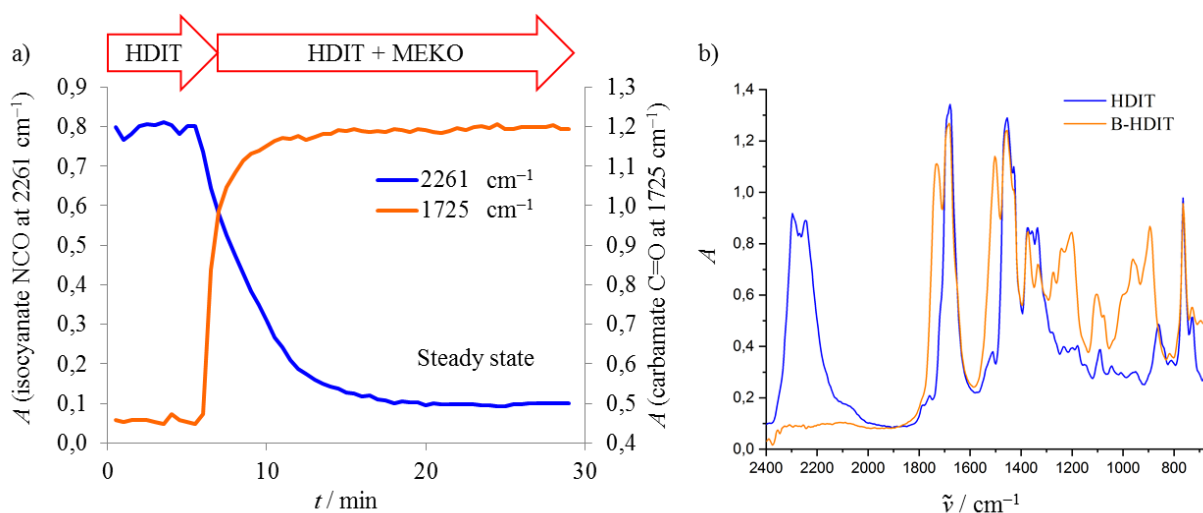 a)
HDIT
HDIT + MEKO
A (isocyanate NCO at 2261 cm⁻¹)
0,9
0,8
0,7
0,6
0,5
0,4
0,3
0,2
0,1
0,0
2261 cm⁻¹
1725 cm⁻¹
Steady state
0
10
20
30
t / min
1,3
1,2
1,1
1,0
0,9
0,8
0,7
0,6
0,5
0,4
A (carbamate C=O at 1725 cm⁻¹)
b)
HDIT
B-HDIT
A
1,4
1,2
1,0
0,8
0,6
0,4
0,2
0,0
2400 2200 2000 1800 1600 1400 1200 1000 800
ṽ / cm⁻¹